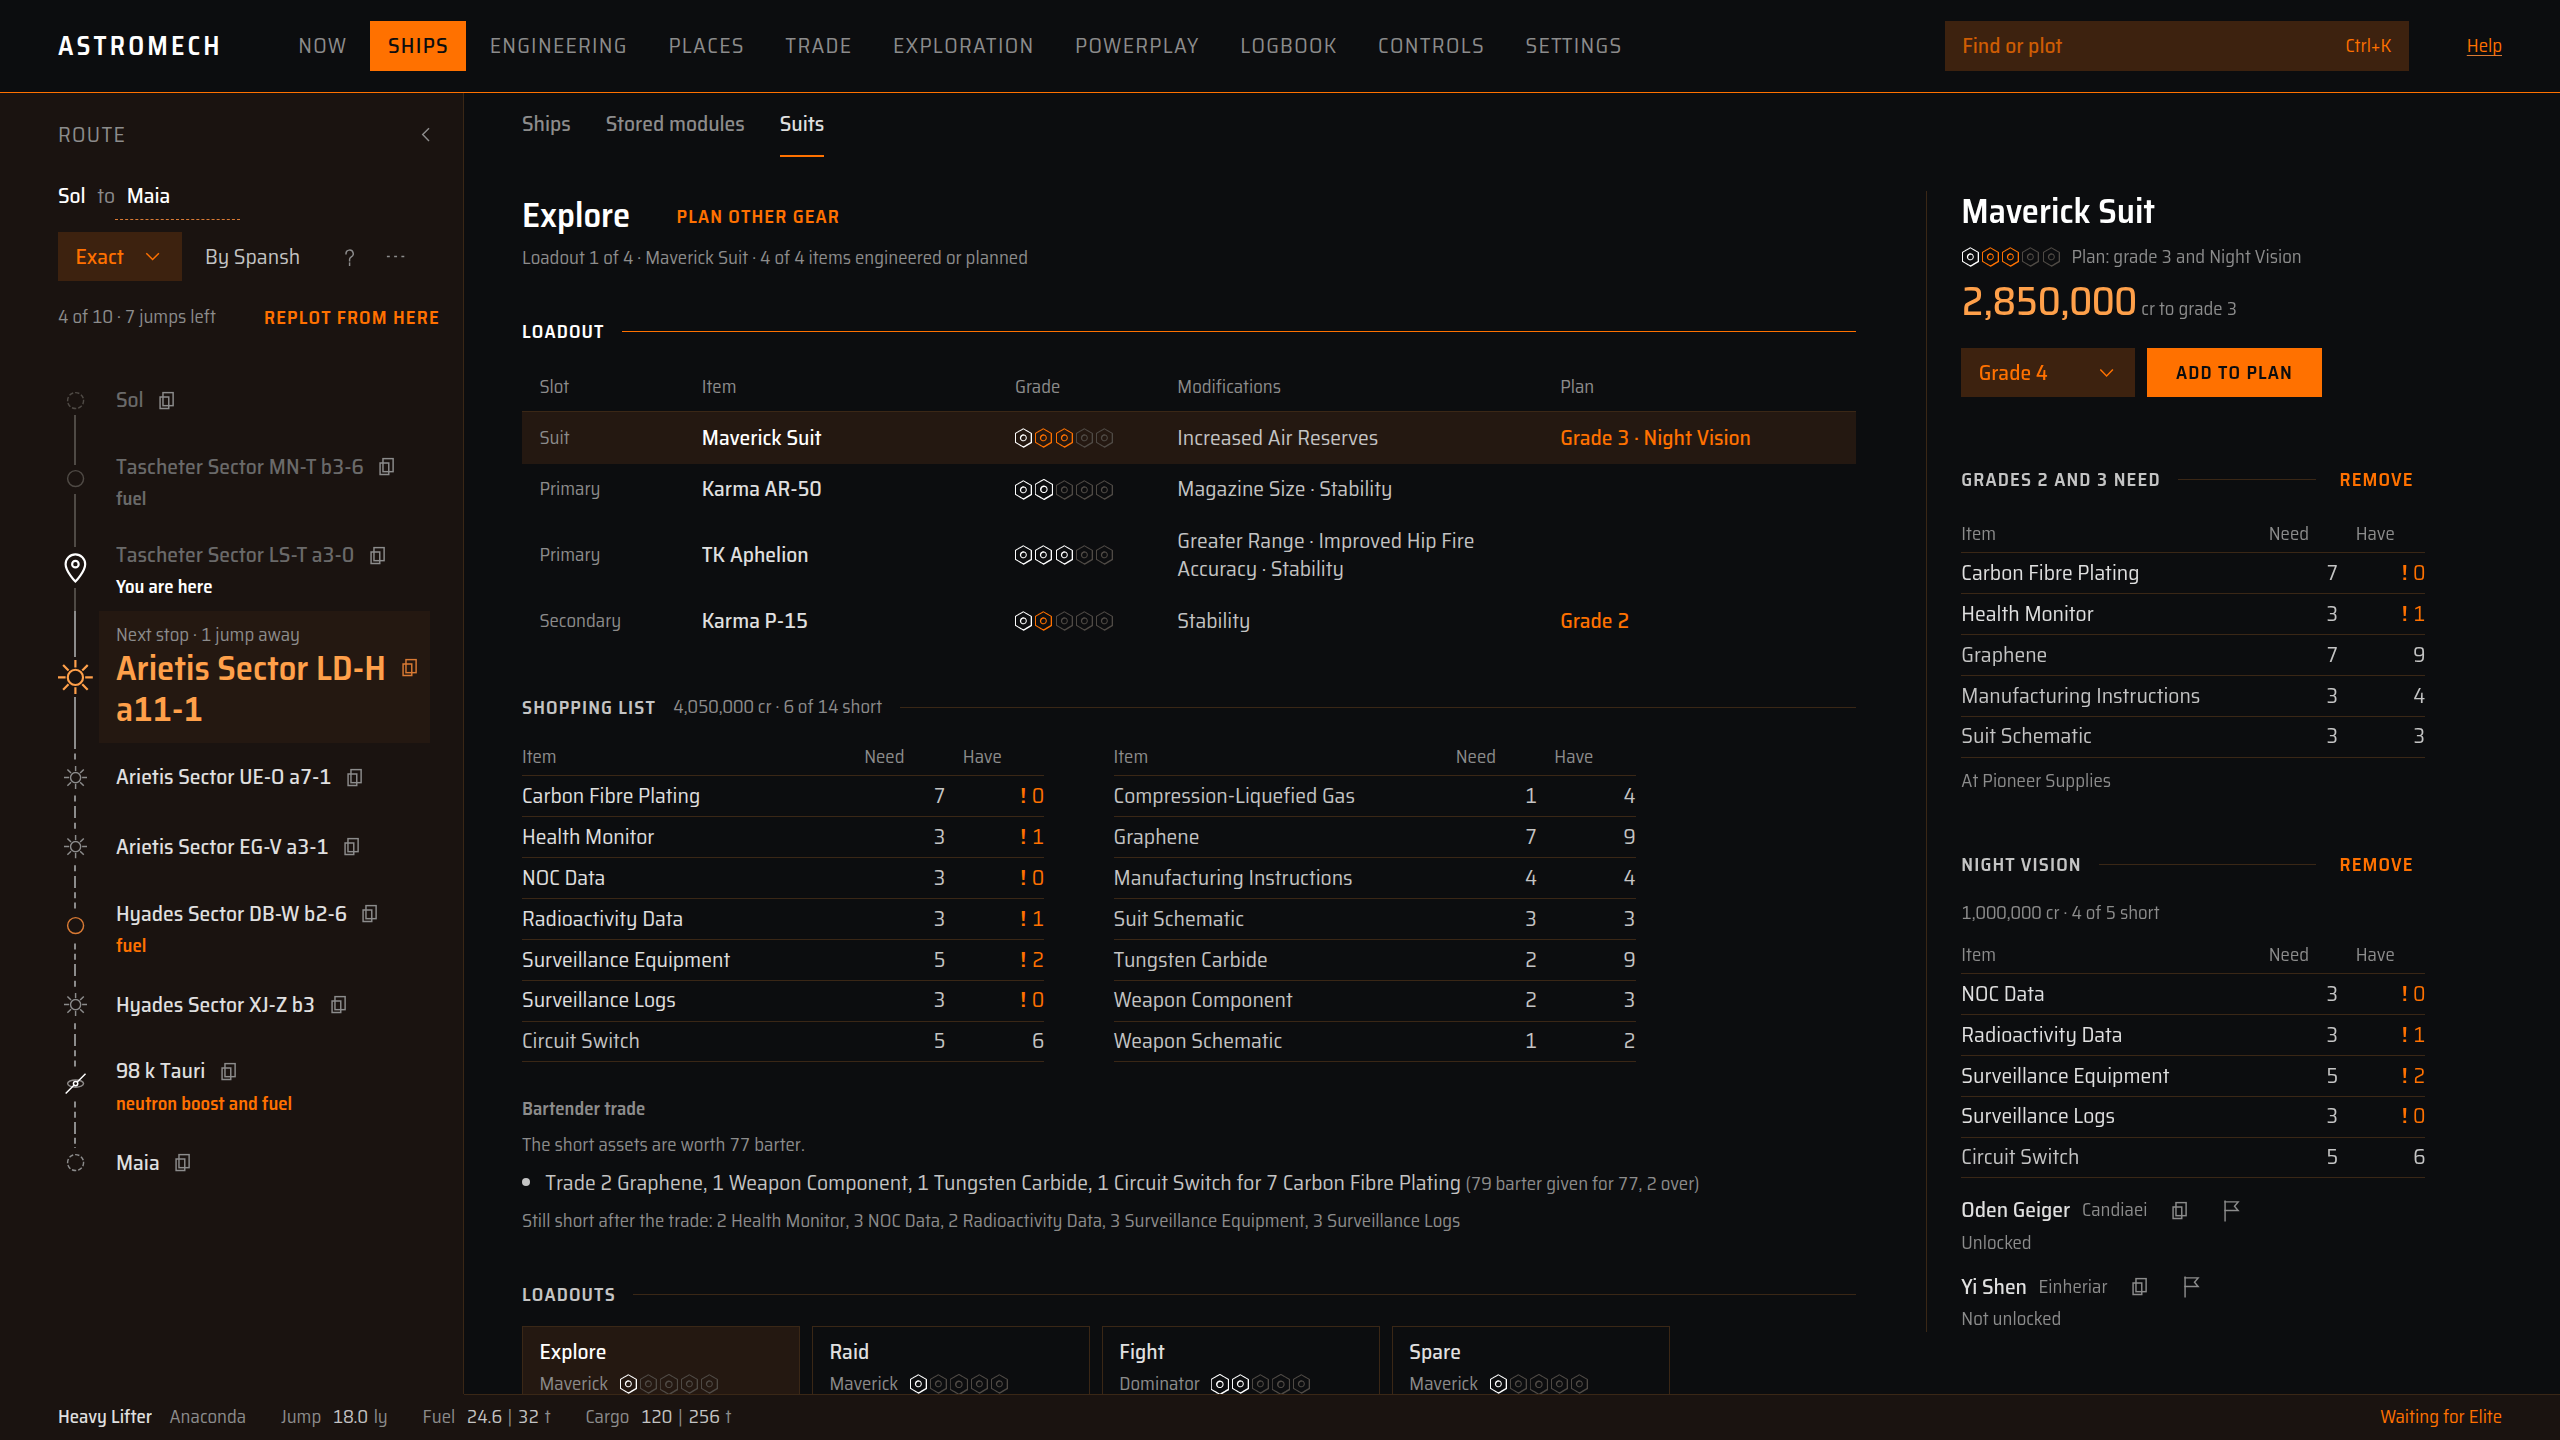 ASTROMECH NOW SHIPS ENGINEERING PLACES TRADE EXPLORATION POWERPLAY LOGBOOK CONTROLS SETTINGS Find or plot Ctrl+K Help
ROUTE
Sol to Maia
Exact By Spansh ? ---
4 of 10 · 7 jumps left REPLOT FROM HERE
Sol
Tascheter Sector MN-T b3-6
fuel
Tascheter Sector LS-T a3-0
You are here
Next stop · 1 jump away
Arietis Sector LD-H
a11-1
Arietis Sector UE-O a7-1
Arietis Sector EG-V a3-1
Hyades Sector DB-W b2-6
fuel
Hyades Sector XJ-Z b3
98 k Tauri
neutron boost and fuel
Maia
Ships Stored modules Suits
Explore PLAN OTHER GEAR
Loadout 1 of 4 · Maverick Suit · 4 of 4 items engineered or planned
LOADOUT
Slot Item Grade Modifications Plan
Suit Maverick Suit Increased Air Reserves Grade 3 · Night Vision
Primary Karma AR-50 Magazine Size · Stability
Primary TK Aphelion Greater Range · Improved Hip Fire
Accuracy · Stability
Secondary Karma P-15 Stability Grade 2
SHOPPING LIST 4,050,000 cr · 6 of 14 short
Item Need Have
Carbon Fibre Plating 7 ! 0
Health Monitor 3 ! 1
NOC Data 3 ! 0
Radioactivity Data 3 ! 1
Surveillance Equipment 5 ! 2
Surveillance Logs 3 ! 0
Circuit Switch 5 6
Item Need Have
Compression-Liquefied Gas 1 4
Graphene 7 9
Manufacturing Instructions 4 4
Suit Schematic 3 3
Tungsten Carbide 2 9
Weapon Component 2 3
Weapon Schematic 1 2
Bartender trade
The short assets are worth 77 barter.
• Trade 2 Graphene, 1 Weapon Component, 1 Tungsten Carbide, 1 Circuit Switch for 7 Carbon Fibre Plating (79 barter given for 77, 2 over)
Still short after the trade: 2 Health Monitor, 3 NOC Data, 2 Radioactivity Data, 3 Surveillance Equipment, 3 Surveillance Logs
LOADOUTS
Explore
Maverick
Raid
Maverick
Fight
Dominator
Spare
Maverick
Maverick Suit
Plan: grade 3 and Night Vision
2,850,000 cr to grade 3
Grade 4 ADD TO PLAN
GRADES 2 AND 3 NEED REMOVE
Item Need Have
Carbon Fibre Plating 7 ! 0
Health Monitor 3 ! 1
Graphene 7 9
Manufacturing Instructions 3 4
Suit Schematic 3 3
At Pioneer Supplies
NIGHT VISION REMOVE
1,000,000 cr · 4 of 5 short
Item Need Have
NOC Data 3 ! 0
Radioactivity Data 3 ! 1
Surveillance Equipment 5 ! 2
Surveillance Logs 3 ! 0
Circuit Switch 5 6
Oden Geiger Candiaei
Unlocked
Yi Shen Einheriar
Not unlocked
Heavy Lifter Anaconda Jump 18.0 ly Fuel 24.6 | 32 t Cargo 120 | 256 t Waiting for Elite